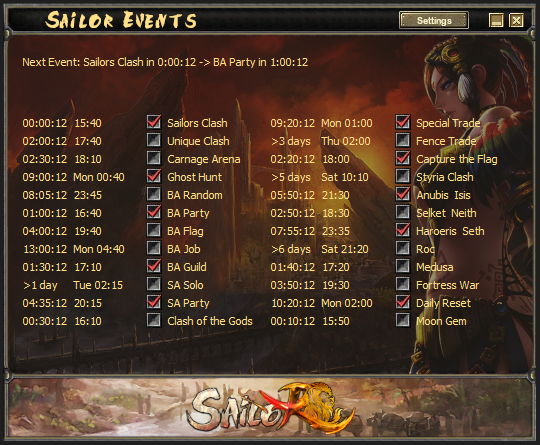 Sailor Events
Settings
Next Event: Sailors Clash in 0:00:12 -> BA Party in 1:00:12
00:00:12 15:40 Sailors Clash 09:20:12 Mon 01:00 Special Trade
02:00:12 17:40 Unique Clash >3 days Thu 02:00 Fence Trade
02:30:12 18:10 Carnage Arena 02:20:12 18:00 Capture the Flag
09:00:12 Mon 00:40 Ghost Hunt >5 days Sat 10:10 Styria Clash
08:05:12 23:45 BA Random 05:50:12 21:30 Anubis Isis
01:00:12 16:40 BA Party 02:50:12 18:30 Selket Neith
04:00:12 19:40 BA Flag 07:55:12 23:35 Haroeris Seth
13:00:12 Mon 04:40 BA Job >6 days Sat 21:20 Roc
01:30:12 17:10 BA Guild 01:40:12 17:20 Medusa
>1 day Tue 02:15 SA Solo 03:50:12 19:30 Fortress War
04:35:12 20:15 SA Party 10:20:12 Mon 02:00 Daily Reset
00:30:12 16:10 Clash of the Gods 00:10:12 15:50 Moon Gem
Sailor